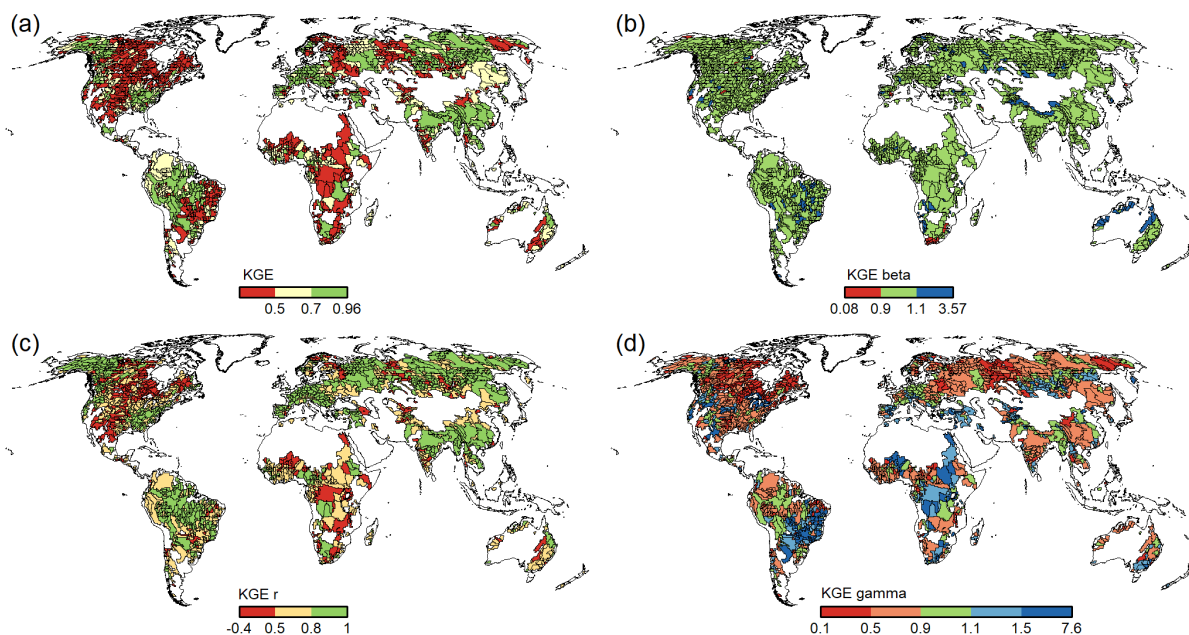 (a)
(b)
KGE
0.5 0.7 0.96
KGE beta
0.08 0.9 1.1 3.57
(c)
(d)
KGE r
-0.4 0.5 0.8 1
KGE gamma
0.1 0.5 0.9 1.1 1.5 7.6